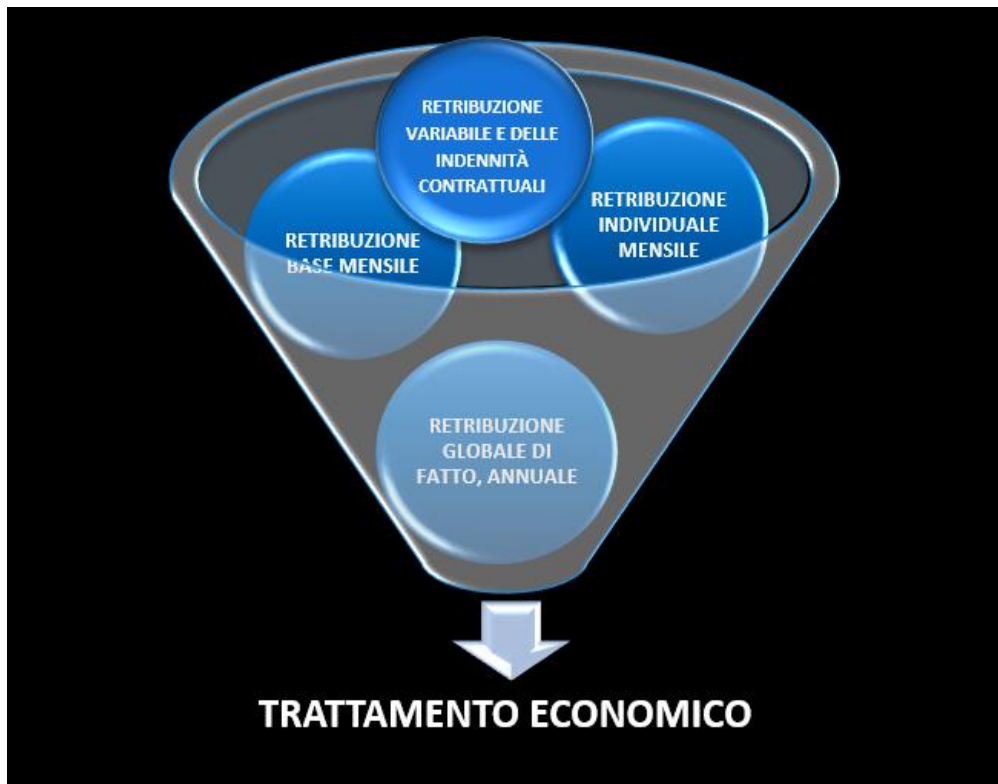 RETRIBUZIONE
VARIABILE E DELLE
INDENNITÀ
CONTRATTUALI
RETRIBUZIONE
BASE MENSILE
RETRIBUZIONE
INDIVIDUALE
MENSILE
RETRIBUZIONE
GLOBALE DI
FATTO, ANNUALE
TRATTAMENTO ECONOMICO